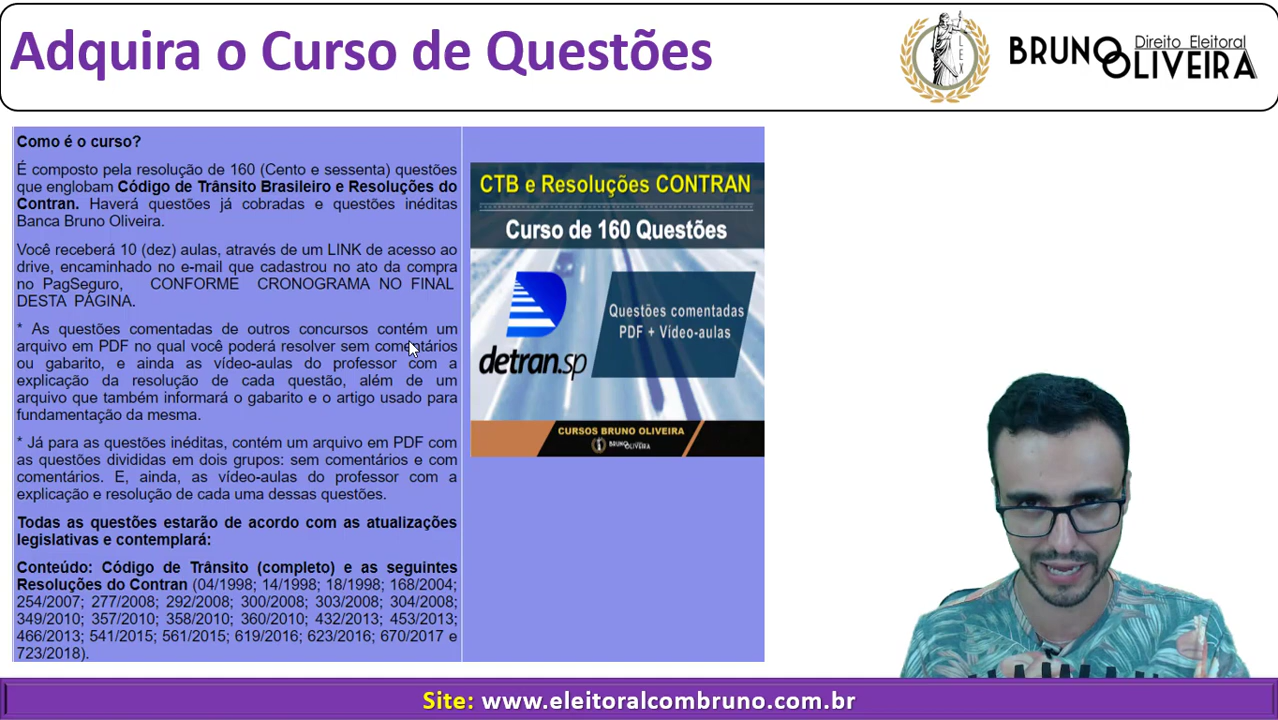 Adquira o Curso de Questões
LEX
BRUNO OLIVEIRA
Direito Eleitoral
Como é o curso?
É composto pela resolução de 160 (Cento e sessenta) questões
que englobam Código de Trânsito Brasileiro e Resoluções do
Contran. Haverá questões já cobradas e questões inéditas
Banca Bruno Oliveira.
Você receberá 10 (dez) aulas, através de um LINK de acesso ao
drive, encaminhado no e-mail que cadastrou no ato da compra
no PagSeguro, CONFORME CRONOGRAMA NO FINAL
DESTA PÁGINA.
* As questões comentadas de outros concursos contém um
arquivo em PDF no qual você poderá resolver sem comentários
ou gabarito, e ainda as vídeo-aulas do professor com a
explicação da resolução de cada questão, além de um
arquivo que também informará o gabarito e o artigo usado para
fundamentação da mesma.
* Já para as questões inéditas, contém um arquivo em PDF com
as questões divididas em dois grupos: sem comentários e com
comentários. E, ainda, as vídeo-aulas do professor com a
explicação e resolução de cada uma dessas questões.
Todas as questões estarão de acordo com as atualizações
legislativas e contemplará:
Conteúdo: Código de Trânsito (completo) e as seguintes
Resoluções do Contran (04/1998; 14/1998; 18/1998; 168/2004;
254/2007; 277/2008; 292/2008; 300/2008; 303/2008; 304/2008;
349/2010; 357/2010; 358/2010; 360/2010; 432/2013; 453/2013;
466/2013; 541/2015; 561/2015; 619/2016; 623/2016; 670/2017 e
723/2018).
CTB e Resoluções CONTRAN
Curso de 160 Questões
Questões comentadas
PDF + Vídeo-aulas
detran.sp
CURSOS BRUNO OLIVEIRA
BRUNO OLIVEIRA
Site: www.eleitoralcombruno.com.br